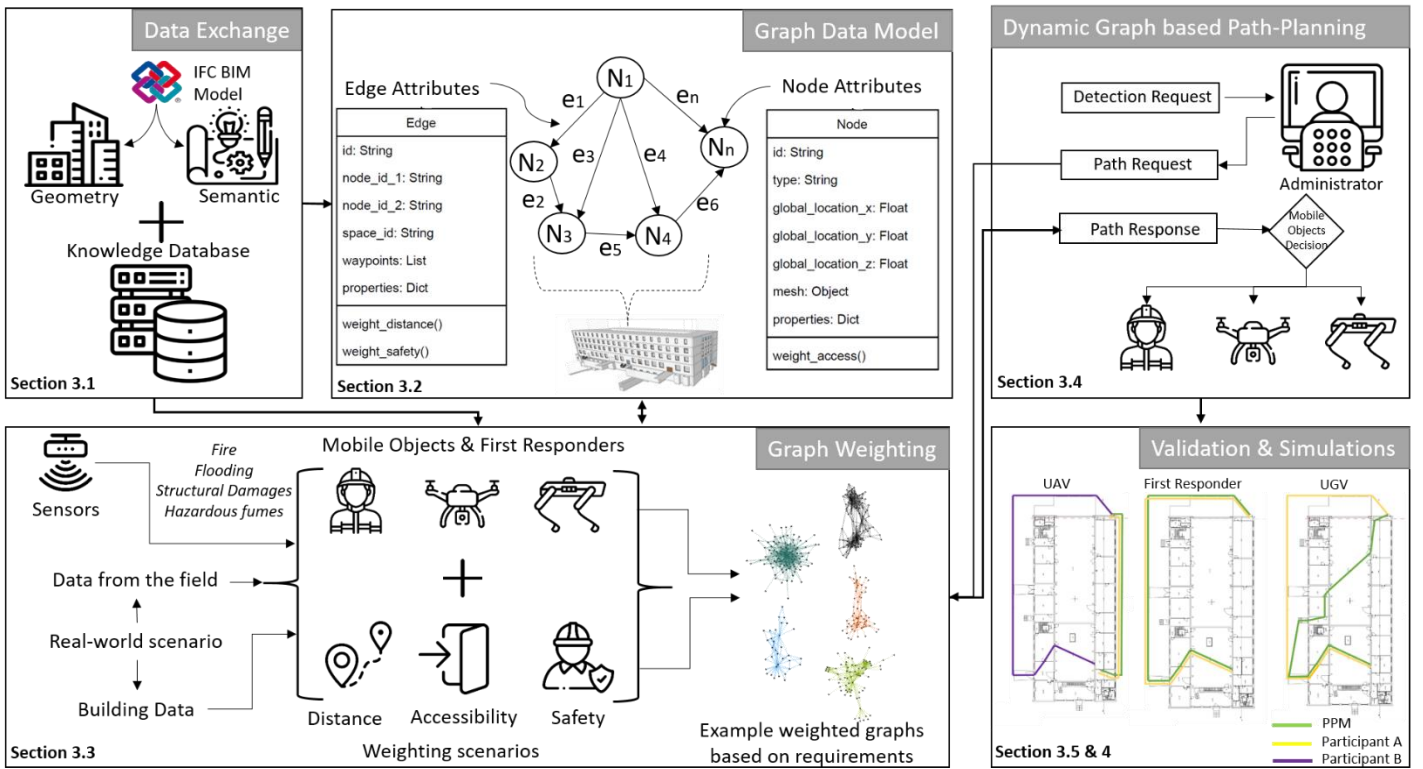 Data Exchange
IFC BIM
Model
®
Geometry
Semantic
Knowledge Database
Section 3.1
Graph Data Model
Edge Attributes
Node Attributes
Edge
id: String
node_id_1: String
node_id_2: String
space_id: String
waypoints: List
properties: Dict
weight_distance()
weight_safety()
N1
e1
en
N2
e3
e4
Nn
e2
e6
N3
e5
N4
Node
id: String
type: String
global_location_x: Float
global_location_y: Float
global_location_z: Float
mesh: Object
properties: Dict
weight_access()
Section 3.2
Dynamic Graph based Path-Planning
Detection Request
Path Request
Administrator
Path Response
Mobile
Objects
Decision
Section 3.4
Graph Weighting
Sensors
Fire
Flooding
Structural Damages
Hazardous fumes
Data from the field
Real-world scenario
Building Data
Mobile Objects & First Responders
Distance
Accessibility
Safety
Weighting scenarios
Example weighted graphs
based on requirements
Section 3.3
Validation & Simulations
UAV
First Responder
UGV
PPM
Participant A
Participant B
Section 3.5 & 4